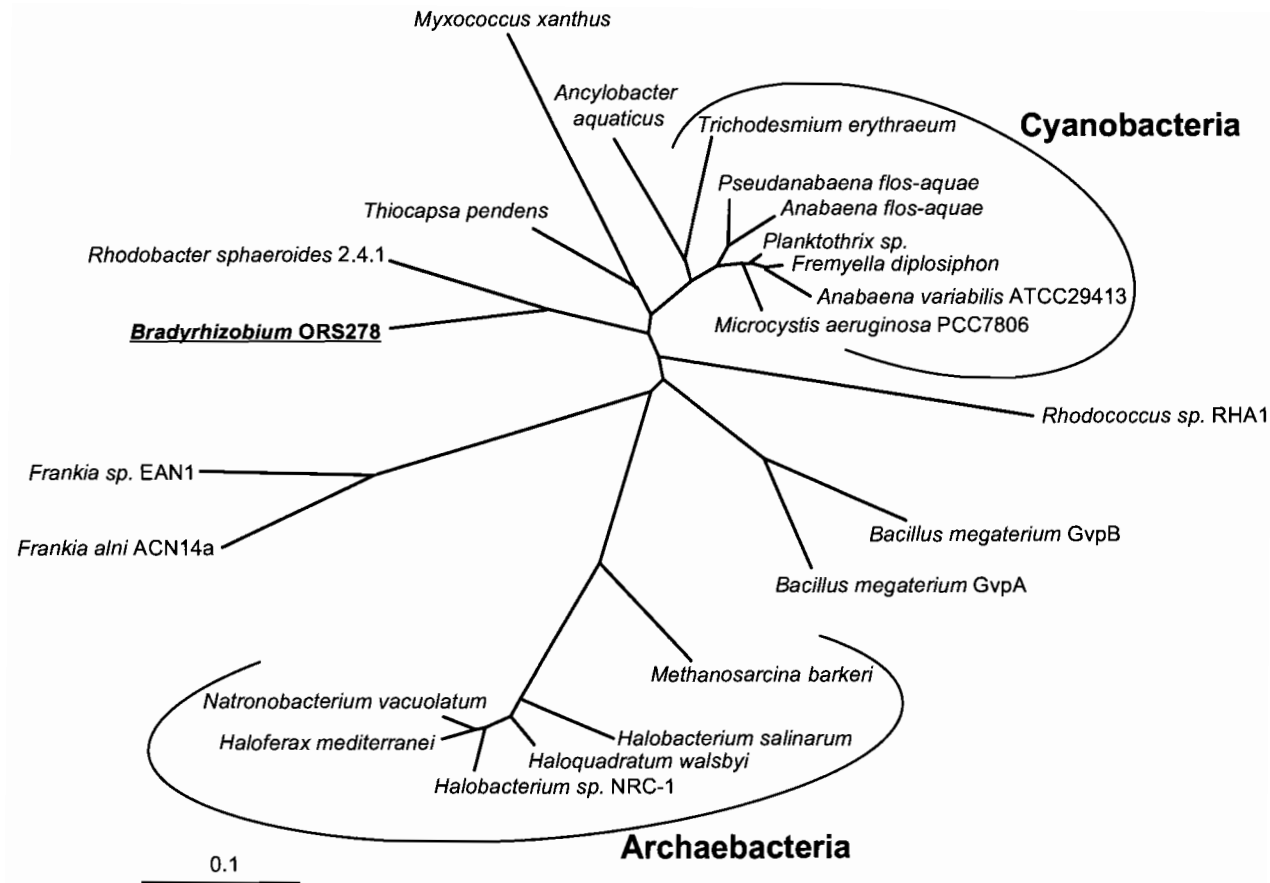 Myxococcus xanthus
Ancylobacter
aquaticus
Trichodesmium erythraeum
Cyanobacteria
Pseudanabaena flos-aquae
Anabaena flos-aquae
Thiocapsa pendens
Planktothrix sp.
Rhodobacter sphaeroides 2.4.1
Fremyella diplosiphon
Anabaena variabilis ATCC29413
Bradyrhizobium ORS278
Microcystis aeruginosa PCC7806
Rhodococcus sp. RHA1
Frankia sp. EAN1
Bacillus megaterium GvpB
Frankia alni ACN14a
Bacillus megaterium GvpA
Methanosarcina barkeri
Natronobacterium vacuolatum
Haloferax mediterranei
Halobacterium salinarum
Haloquadratum walsbyi
Halobacterium sp. NRC-1
Archaebacteria
0.1